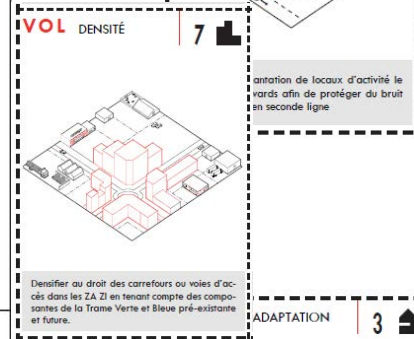 VOL DENSITÉ 7
Densifier au droit des carrefours ou voies d'ac-
cès dans les ZA ZI en tenant compte des compo-
santes de la Trame Verte et Bleue pré-existante
et future.
antation de locaux d'activité le
vards afin de protéger du bruit
en seconde ligne
ADAPTATION 3